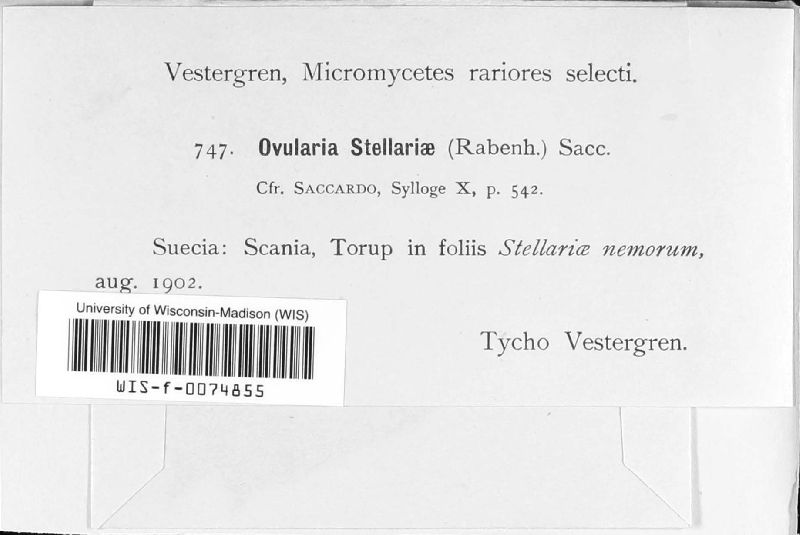 Vestergren, Micromycetes rariores selecti.
747. Ovularia Stellariæ (Rabenh.) Sacc.
Cfr. SACCARDO, Sylloge X, p. 542.
Suecia: Scania, Torup in foliis Stellariæ nemorum,
aug. 1902.
University of Wisconsin-Madison (WIS)
WIS-f-0074855
Tycho Vestergren.